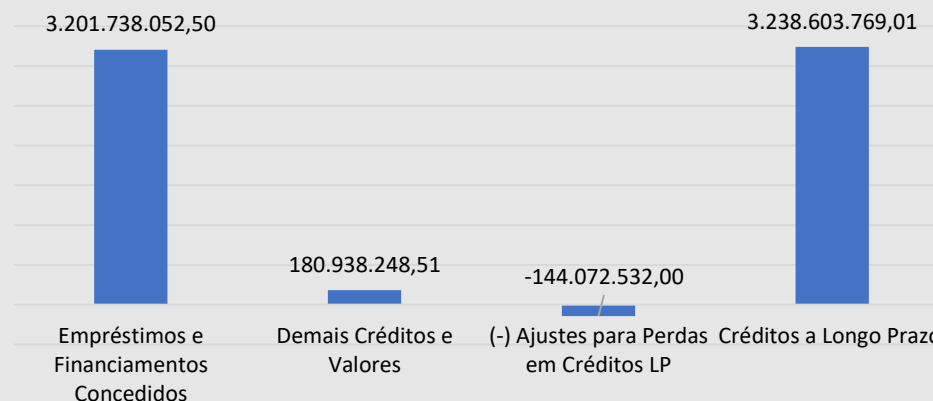 3.201.738.052,50
3.238.603.769,01
180.938.248,51
-144.072.532,00
Empréstimos e
Financiamentos
Concedidos
Demais Créditos e
Valores
(-) Ajustes para Perdas
em Créditos LP
Créditos a Longo Prazo